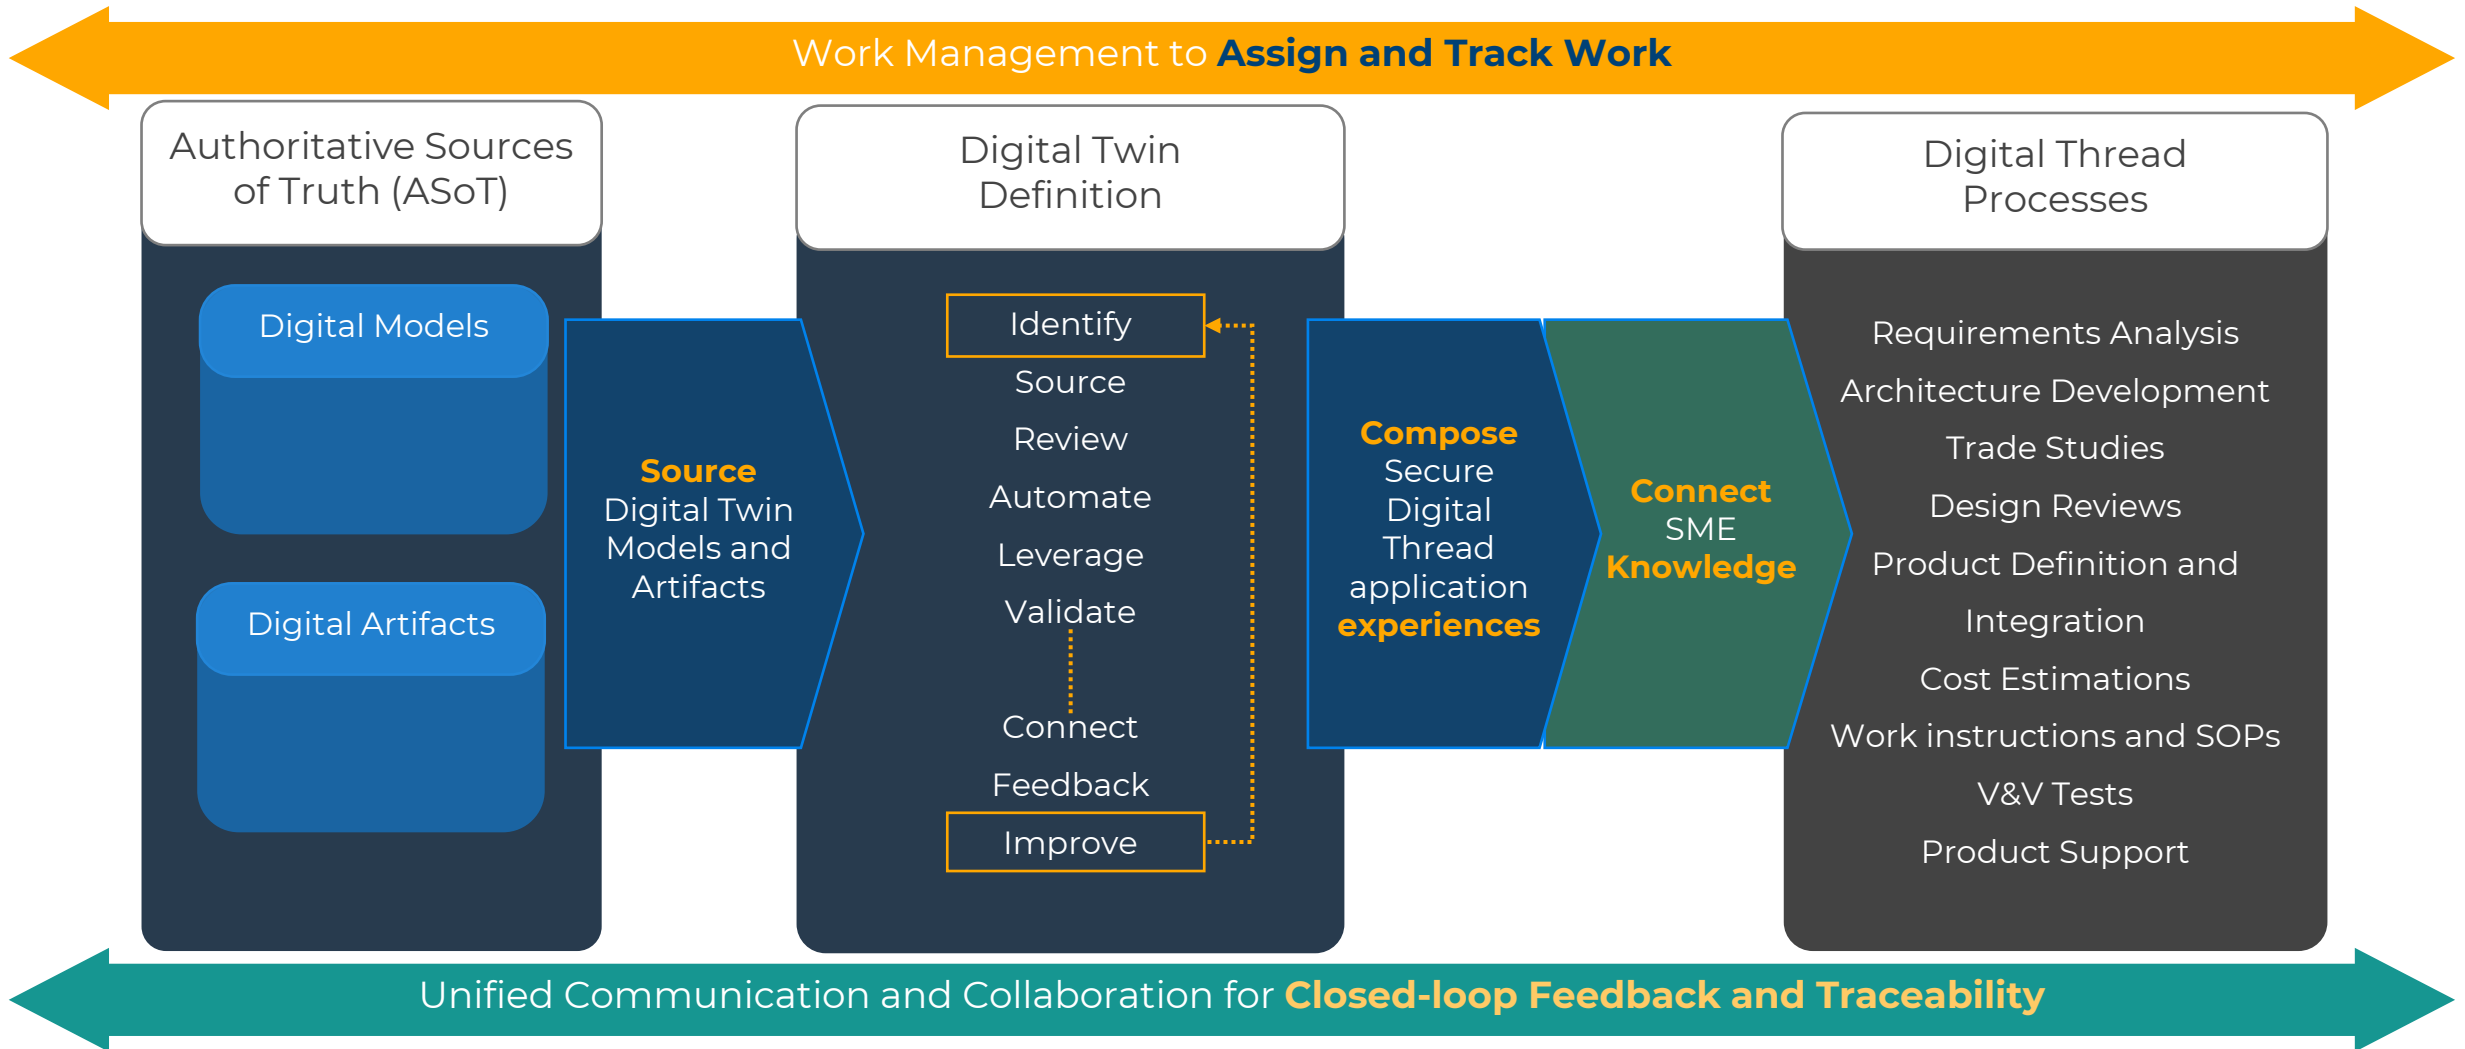 Work Management to Assign and Track Work
Authoritative Sources
of Truth (ASoT)
Digital Models
Digital Artifacts
Source
Digital Twin
Models and
Artifacts
Digital Twin
Definition
Identify
Source
Review
Automate
Leverage
Validate
Connect
Feedback
Improve
Compose
Secure
Digital
Thread
application
experiences
Connect
SME
Knowledge
Digital Thread
Processes
Requirements Analysis
Architecture Development
Trade Studies
Design Reviews
Product Definition and
Integration
Cost Estimations
Work instructions and SOPs
V&V Tests
Product Support
Unified Communication and Collaboration for Closed-loop Feedback and Traceability